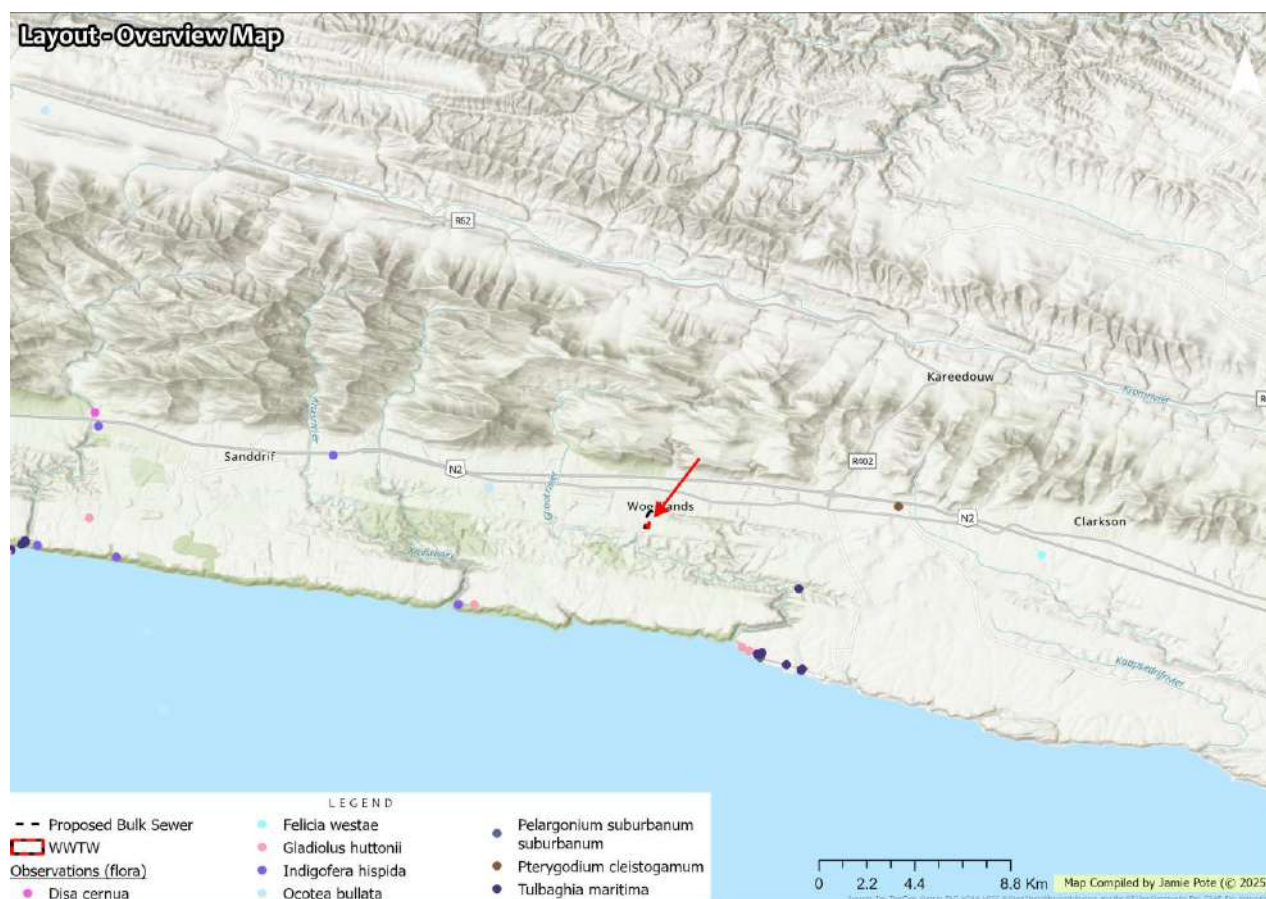 Layout - Overview Map
R62
Kareedouw
Sanddrif
N2
R402
N2
Clarkson
Grootrivier
LEGEND
Proposed Bulk Sewer
WWTW
Observations (flora)
Disa cernua
Felicia westae
Gladiolus huttonii
Indigofera hispida
Ocotea bullata
Pelargonium suburbanum
suburbanum
Pterygodium cleistogamum
Tulbaghia maritima
0 2.2 4.4 8.8 Km
Map Compiled by Jamie Pote (© 2025